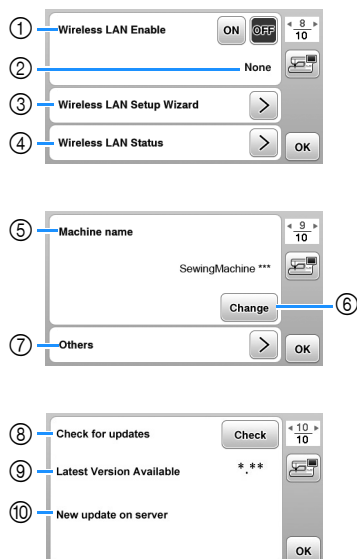 ① Wireless LAN Enable ON OFF 8
10
② None
③ Wireless LAN Setup Wizard >
④ Wireless LAN Status > OK
⑤ Machine name 9
10
SewingMachine ***
Change ⑥
⑦ Others > OK
⑧ Check for updates Check 10
10
⑨ Latest Version Available *.**
⑩ New update on server
OK